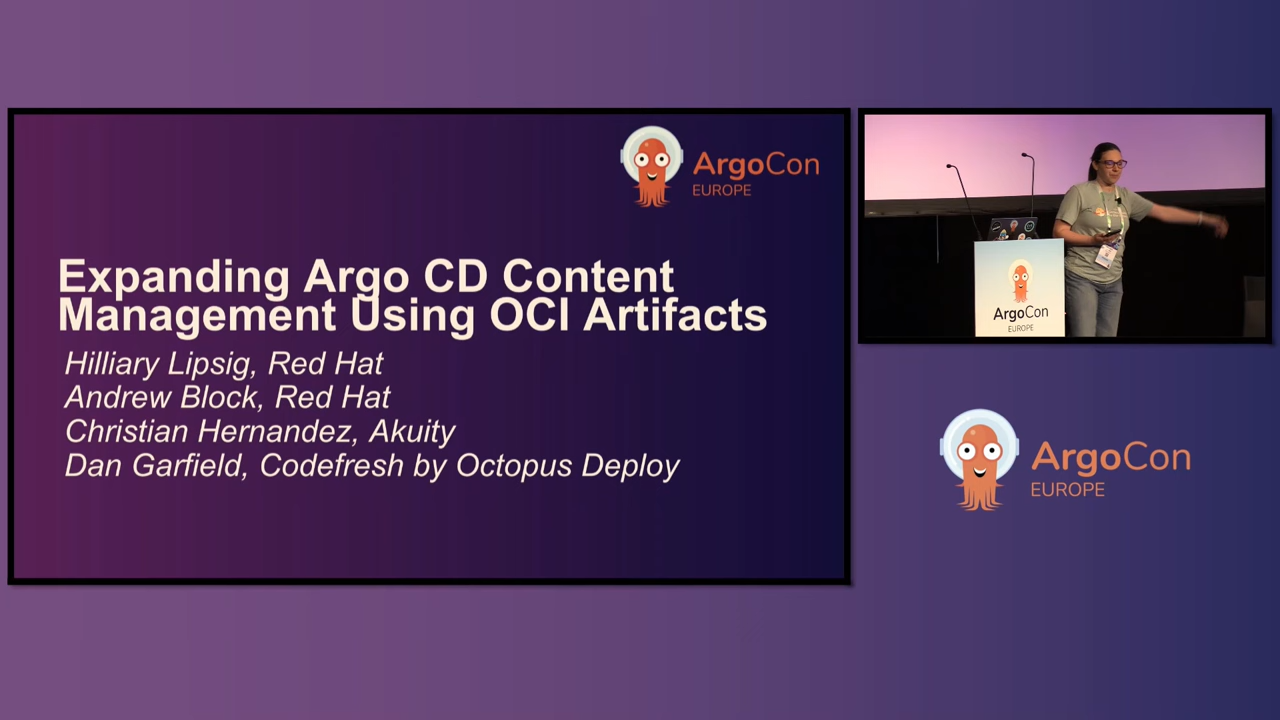 ArgoCon
EUROPE
Expanding Argo CD Content
Management Using OCI Artifacts
Hilliary Lipsig, Red Hat
Andrew Block, Red Hat
Christian Hernandez, Akuity
Dan Garfield, Codefresh by Octopus Deploy
ArgoCon
EUROPE
ArgoCon
EUROPE